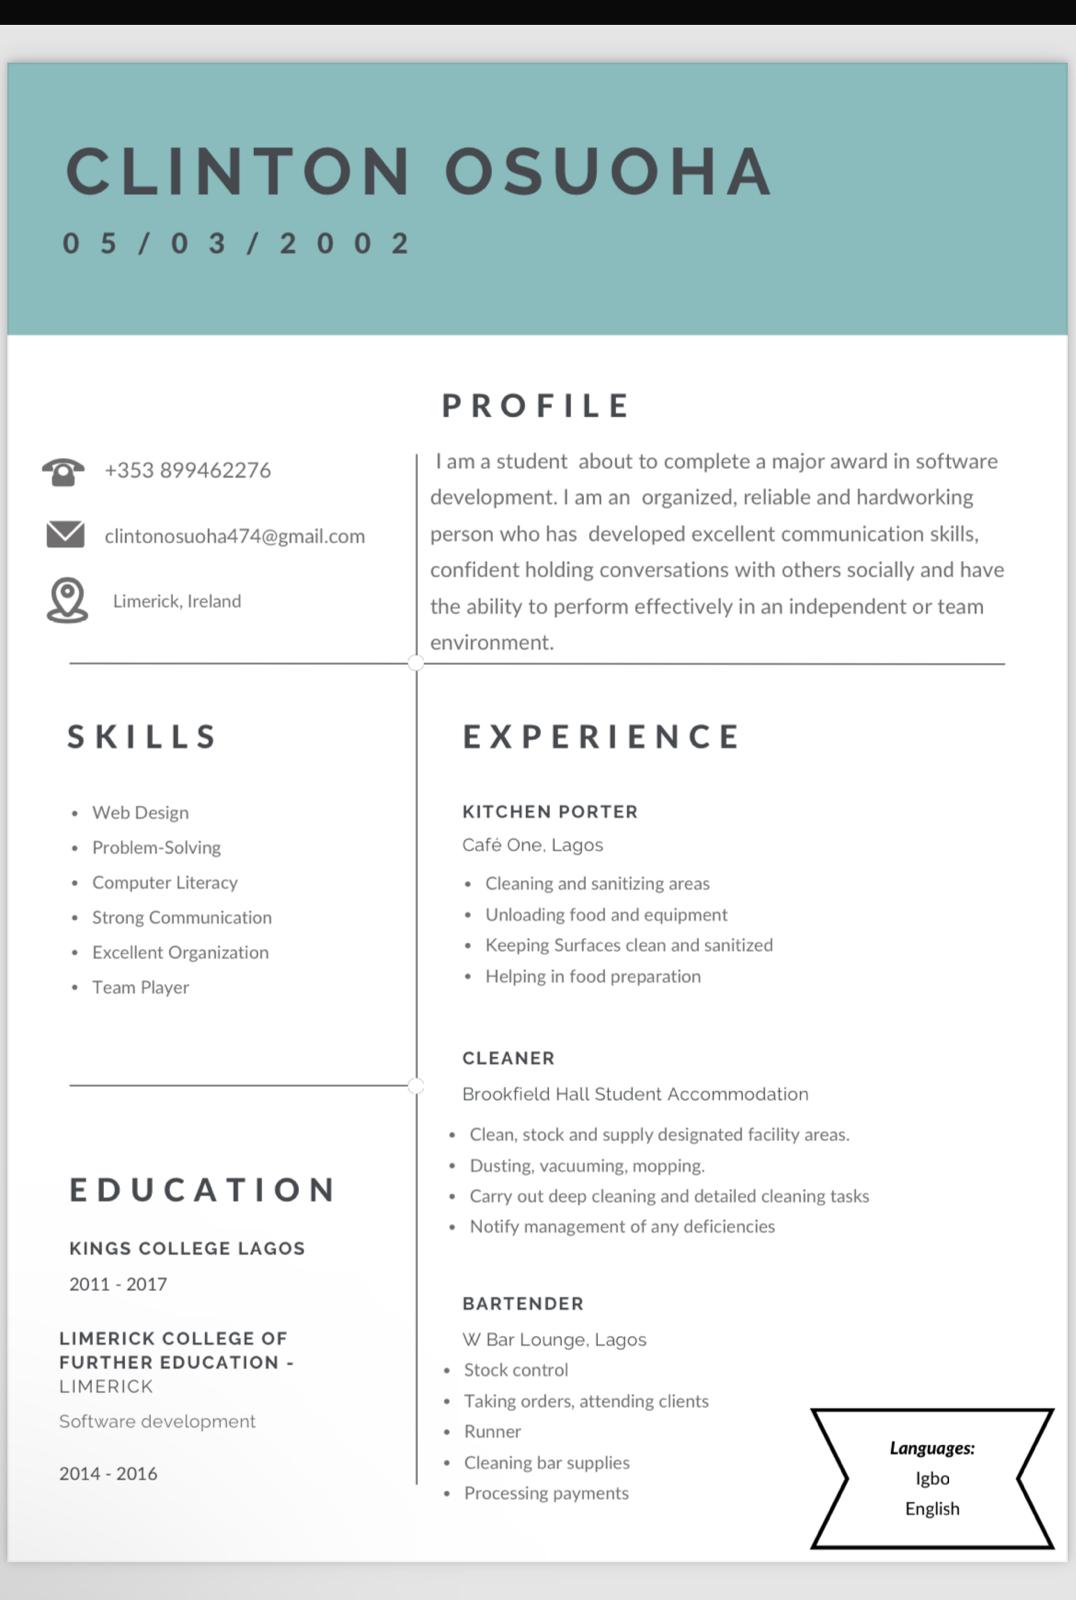 CLINTON OSUOHA
05/03/2002
PROFILE
+353 899462276
clintonosuoha474@gmail.com
Limerick, Ireland
I am a student about to complete a major award in software
development. I am an organized, reliable and hardworking
person who has developed excellent communication skills,
confident holding conversations with others socially and have
the ability to perform effectively in an independent or team
environment.
SKILLS
Web Design
Problem-Solving
Computer Literacy
Strong Communication
Excellent Organization
Team Player
EDUCATION
KINGS COLLEGE LAGOS
2011 - 2017
LIMERICK COLLEGE OF
FURTHER EDUCATION -
LIMERICK
Software development
2014 - 2016
EXPERIENCE
KITCHEN PORTER
Café One, Lagos
Cleaning and sanitizing areas
Unloading food and equipment
Keeping Surfaces clean and sanitized
Helping in food preparation
CLEANER
Brookfield Hall Student Accommodation
Clean, stock and supply designated facility areas.
Dusting, vacuuming, mopping.
Carry out deep cleaning and detailed cleaning tasks
Notify management of any deficiencies
BARTENDER
W Bar Lounge, Lagos
Stock control
Taking orders, attending clients
Runner
Cleaning bar supplies
Processing payments
Languages:
Igbo
English